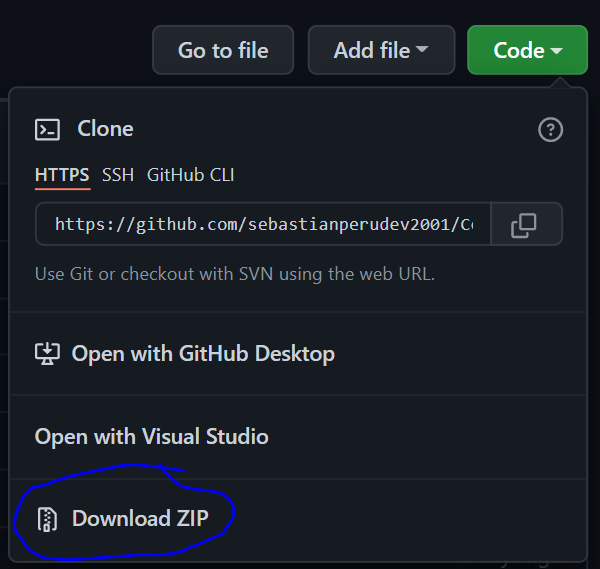 Go to file Add file Code
Clone
HTTPS SSH GitHub CLI
https://github.com/sebastianperudev2001/Co
Use Git or checkout with SVN using the web URL.
Open with GitHub Desktop
Open with Visual Studio
Download ZIP